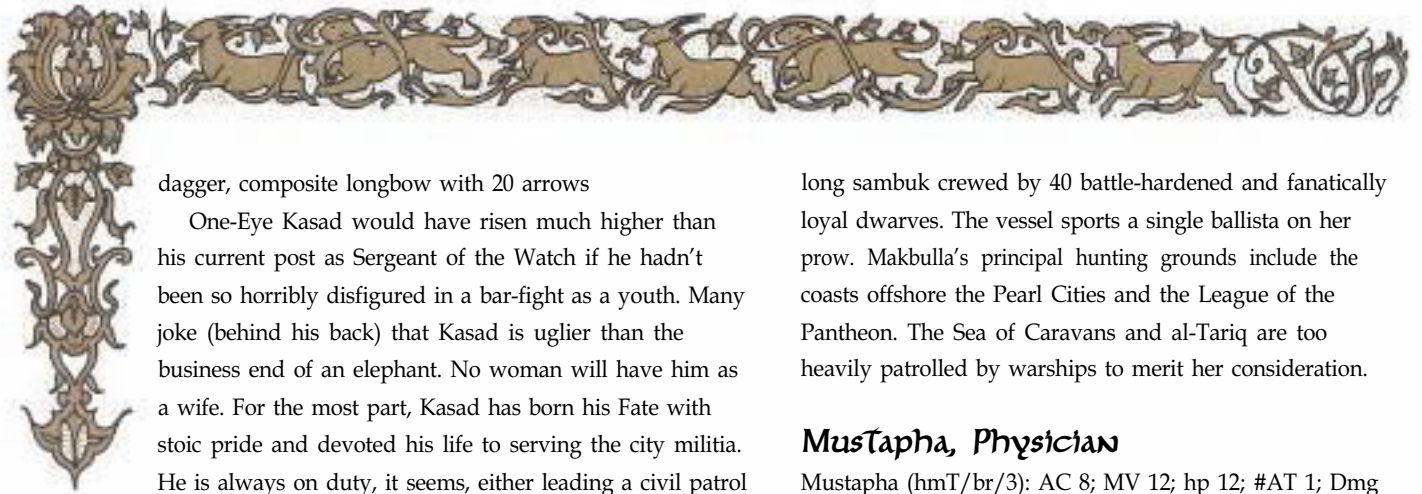 dagger, composite longbow with 20 arrows
One-Eye Kasad would have risen much higher than
his current post as Sergeant of the Watch if he hadn't
been so horribly disfigured in a bar-fight as a youth. Many
joke (behind his back) that Kasad is uglier than the
business end of an elephant. No woman will have him as
a wife. For the most part, Kasad has born his Fate with
stoic pride and devoted his life to serving the city militia.
He is always on duty, it seems, either leading a civil patrol
long sambuk crewed by 40 battle-hardened and fanatically
loyal dwarves. The vessel sports a single ballista on her
prow. Makbulla's principal hunting grounds include the
coasts offshore the Pearl Cities and the League of the
Pantheon. The Sea of Caravans and al-Tariq are too
heavily patrolled by warships to merit her consideration.
Mustapha, Physician
Mustapha (hmT/br/3): AC 8; MV 12; hp 12; #AT 1; Dmg